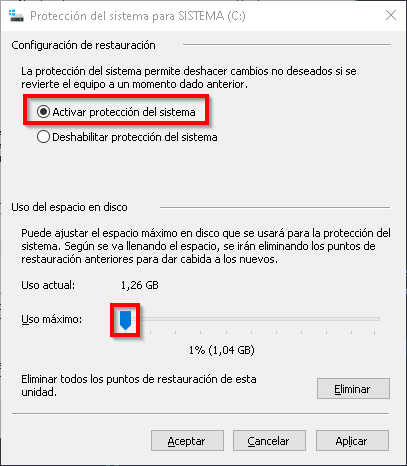 Protección del sistema para SISTEMA (C:)
Configuración de restauración
La protección del sistema permite deshacer cambios no deseados si se
revierte el equipo a un momento dado anterior.
Activar protección del sistema
Deshabilitar protección del sistema
Uso del espacio en disco
Puede ajustar el espacio máximo en disco que se usará para la protección del
sistema. Según se va llenando el espacio, se irán eliminando los puntos de
restauración anteriores para dar cabida a los nuevos.
Uso actual: 1,26 GB
Uso máximo:
1% (1,04 GB)
Eliminar todos los puntos de restauración de esta
unidad.
Eliminar
Aceptar Cancelar Aplicar